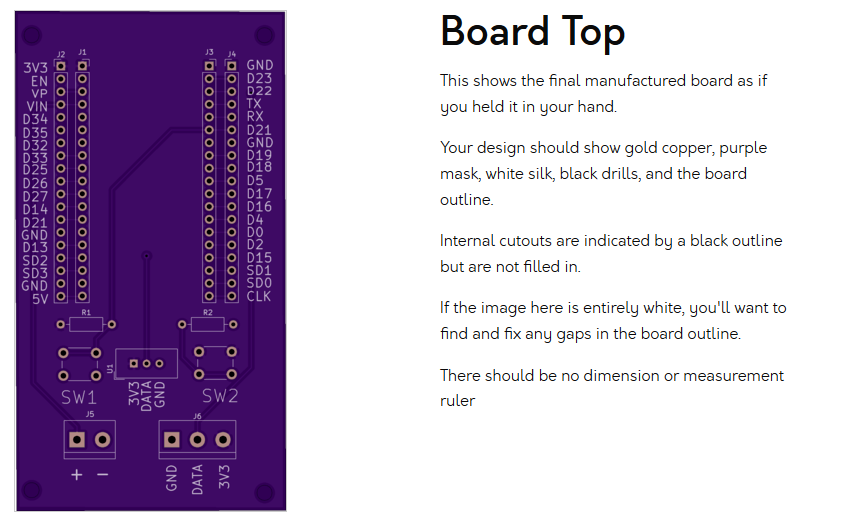 Board Top
This shows the final manufactured board as if
you held it in your hand.
Your design should show gold copper, purple
mask, white silk, black drills, and the board
outline.
Internal cutouts are indicated by a black outline
but are not filled in.
If the image here is entirely white, you'll want to
find and fix any gaps in the board outline.
There should be no dimension or measurement
ruler
J2 J1 J3 J4
3V3 GND
EN D23
VP D22
VIN TX
D34 RX
D35 D21
D32 GND
D33 D19
D25 D18
D26 D5
D27 D17
D14 D16
D21 D4
GND D0
D13 D2
SD2 D15
SD3 SD1
GND SD0
5V CLK
R1 R2
U1
3V3 DATA GND
SW1 SW2
J5 J6
+ − GND DATA 3V3